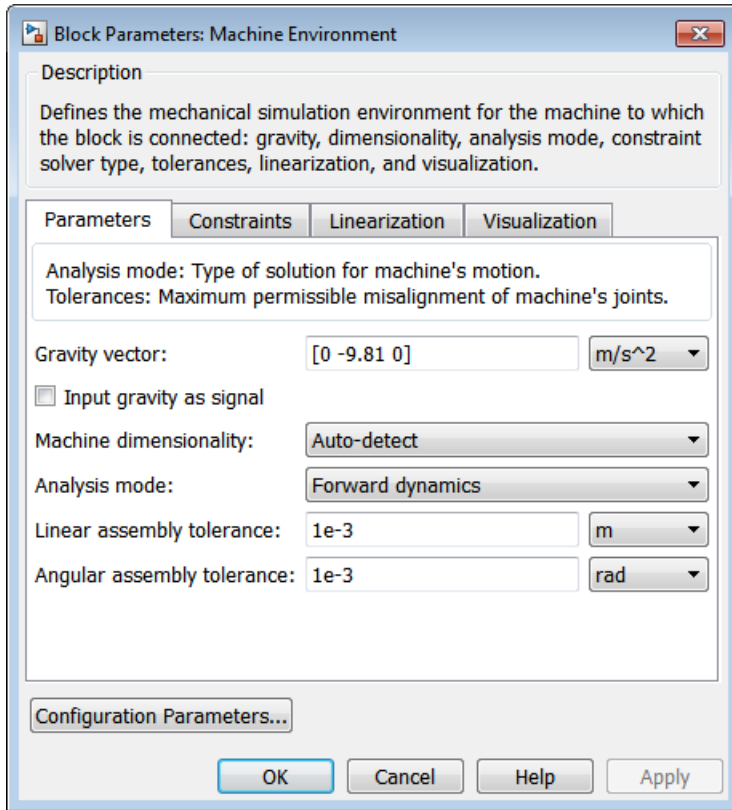 Block Parameters: Machine Environment
Description
Defines the mechanical simulation environment for the machine to which
the block is connected: gravity, dimensionality, analysis mode, constraint
solver type, tolerances, linearization, and visualization.
Parameters Constraints Linearization Visualization
Analysis mode: Type of solution for machine's motion.
Tolerances: Maximum permissible misalignment of machine's joints.
Gravity vector: [0 -9.81 0] m/s^2
Input gravity as signal
Machine dimensionality: Auto-detect
Analysis mode: Forward dynamics
Linear assembly tolerance: 1e-3 m
Angular assembly tolerance: 1e-3 rad
Configuration Parameters...
OK Cancel Help Apply